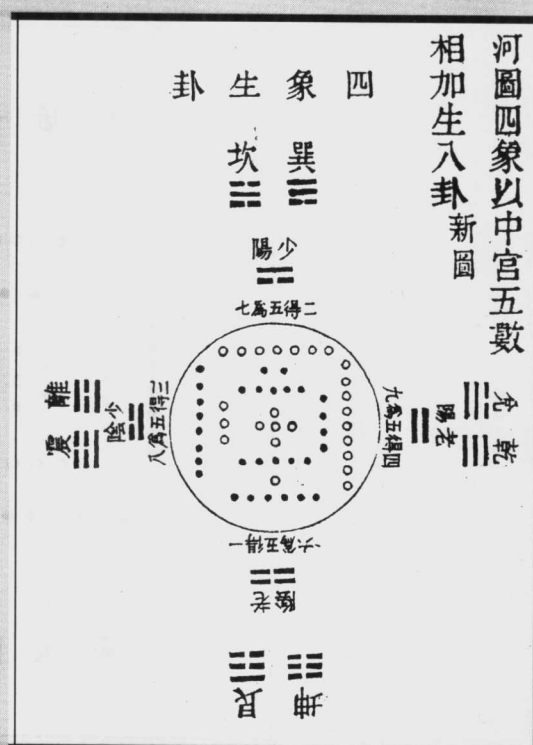 河圖四象以中宮五數
相加生八卦新圖
四象生卦
巽坎
少陽
二得五為七
兌乾
老陽
四得五為九
離震
少陰
三得五為八
一得五為六
老陰
坤艮